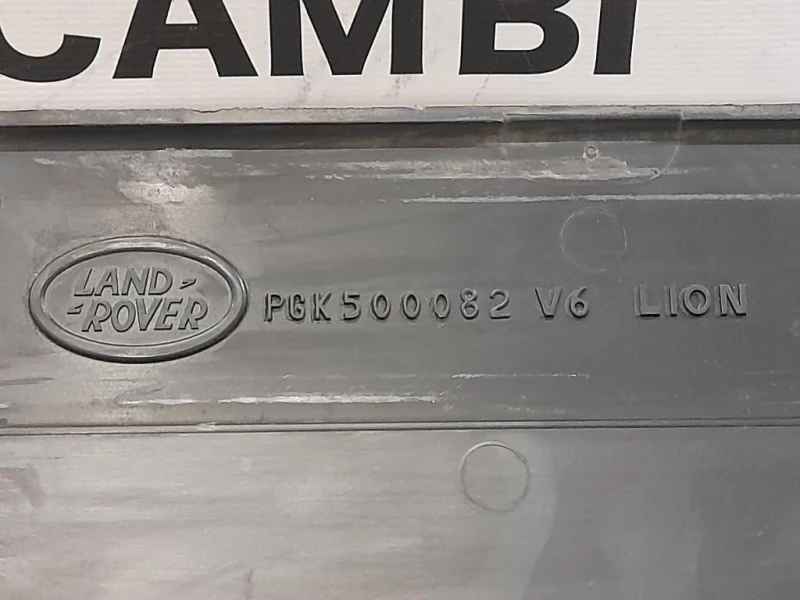 CAMBI
LAND-
-ROVER
PGK500082 V6 LION